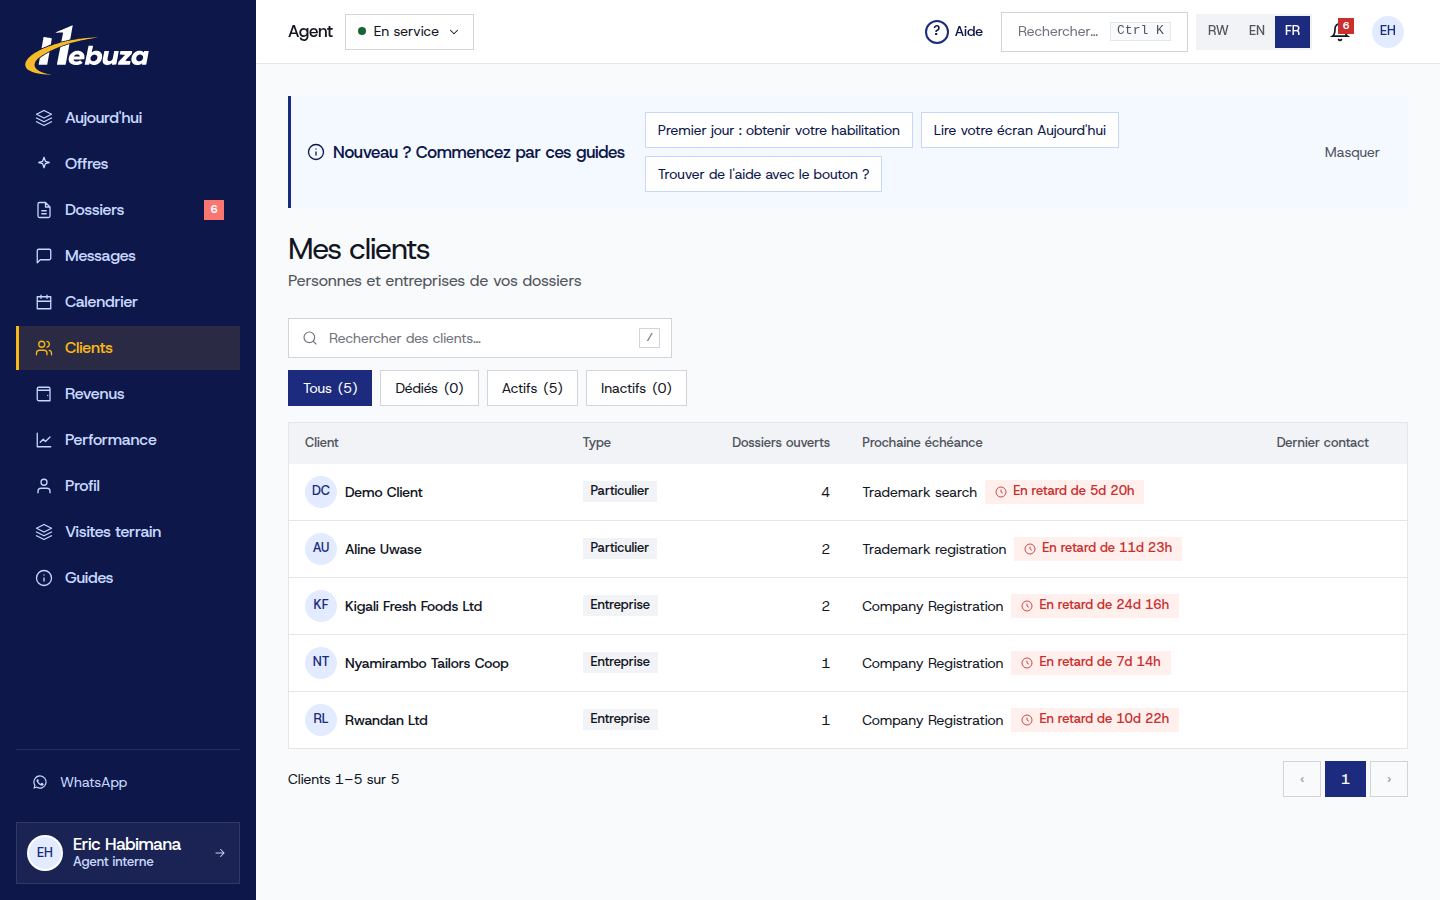 Hebuza
Aujourd'hui
Offres
Dossiers 6
Messages
Calendrier
Clients
Revenus
Performance
Profil
Visites terrain
Guides
WhatsApp
EH Eric Habimana
Agent interne
Agent En service
? Aide Rechercher... Ctrl K RW EN FR 6 EH
Nouveau ? Commencez par ces guides
Premier jour : obtenir votre habilitation
Lire votre écran Aujourd'hui
Trouver de l'aide avec le bouton ?
Masquer
Mes clients
Personnes et entreprises de vos dossiers
Rechercher des clients... /
Tous (5) Dédiés (0) Actifs (5) Inactifs (0)
Client Type Dossiers ouverts Prochaine échéance Dernier contact
DC Demo Client Particulier 4 Trademark search En retard de 5d 20h
AU Aline Uwase Particulier 2 Trademark registration En retard de 11d 23h
KF Kigali Fresh Foods Ltd Entreprise 2 Company Registration En retard de 24d 16h
NT Nyamirambo Tailors Coop Entreprise 1 Company Registration En retard de 7d 14h
RL Rwandan Ltd Entreprise 1 Company Registration En retard de 10d 22h
Clients 1–5 sur 5 ‹ 1 ›